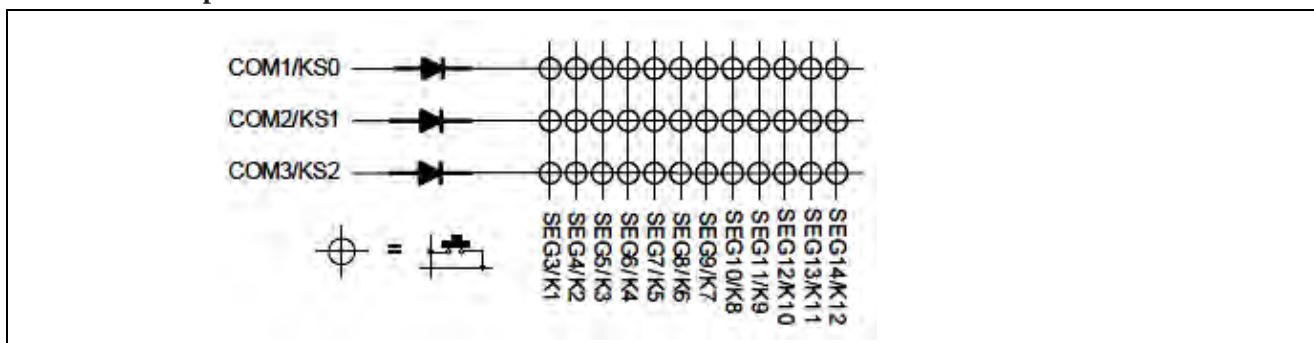 COM1/KS0
COM2/KS1
COM3/KS2
=
SEG3/K1
SEG4/K2
SEG5/K3
SEG6/K4
SEG7/K5
SEG8/K6
SEG9/K7
SEG10/K8
SEG11/K9
SEG12/K10
SEG13/K11
SEG14/K12